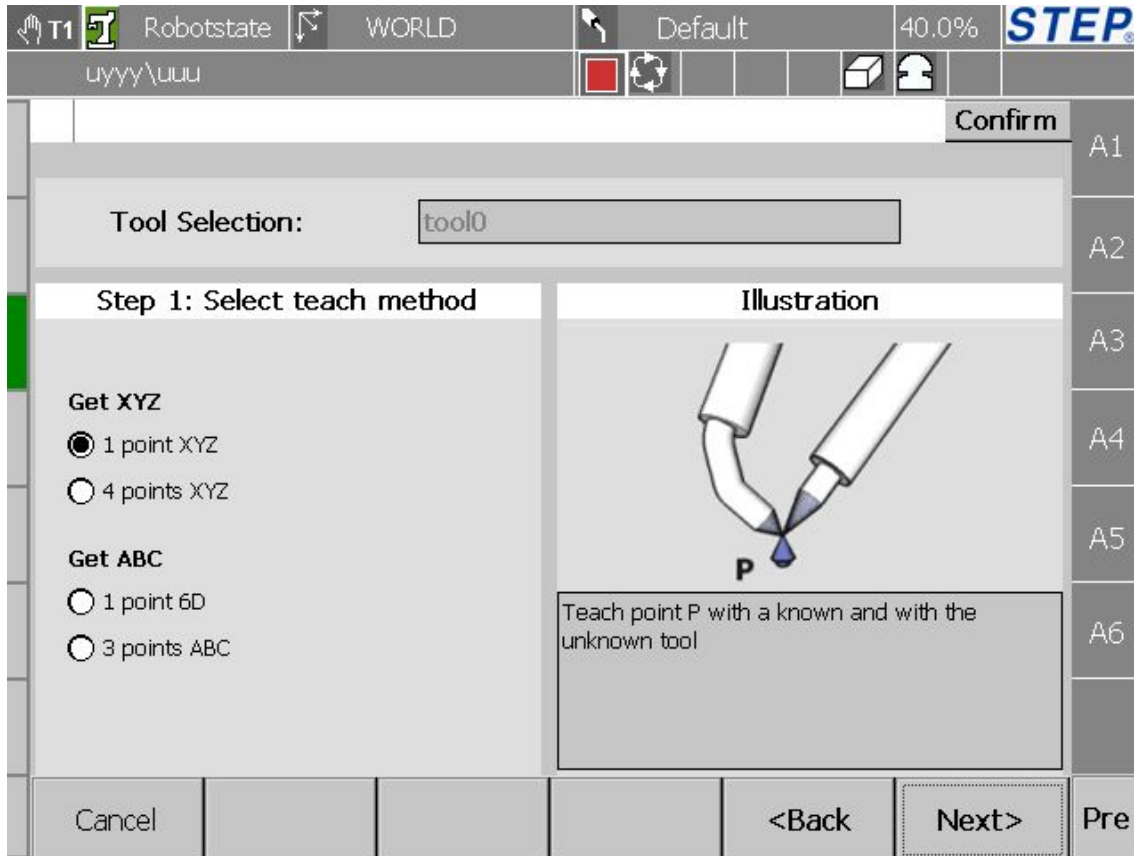 T1 Robotstate WORLD Default 40.0% STEP®
uyyy\uuu
Confirm
A1
Tool Selection: tool0
A2
Step 1: Select teach method
Illustration
A3
Get XYZ
1 point XYZ
4 points XYZ
A4
Get ABC
1 point 6D
3 points ABC
P
A5
Teach point P with a known and with the
unknown tool
A6
Cancel <Back Next> Pre